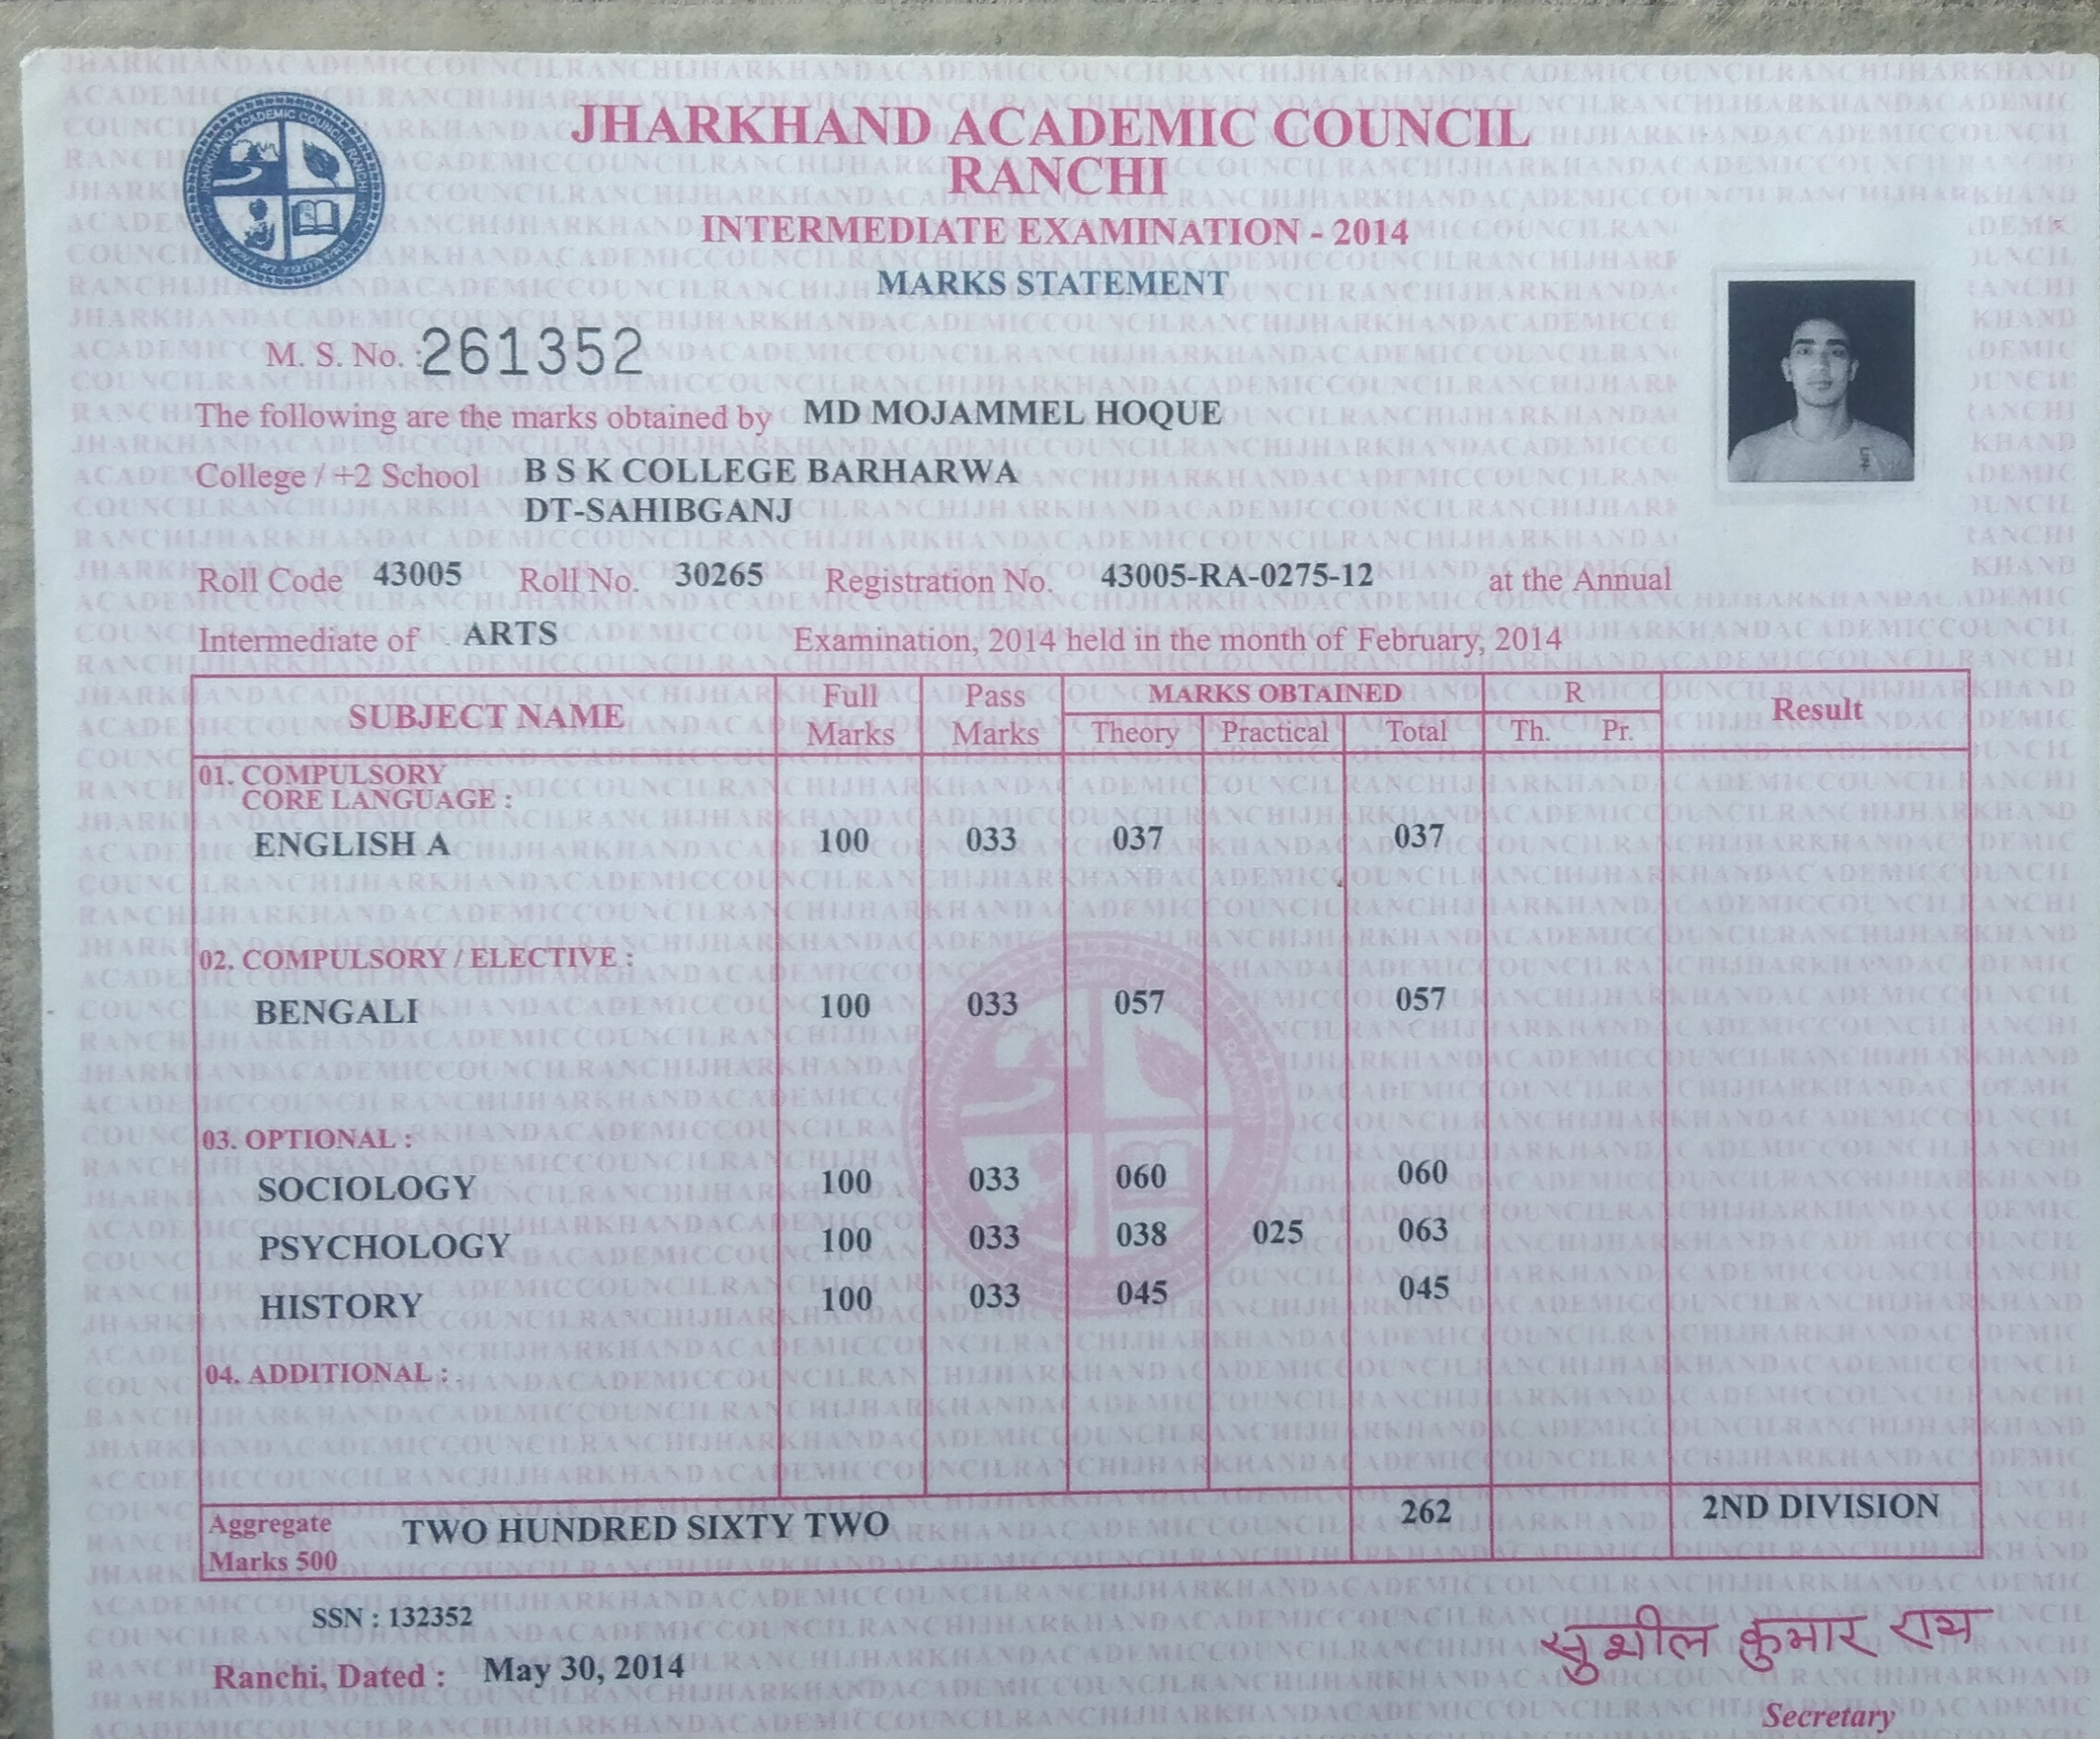 JHARKHAND ACADEMIC COUNCIL
RANCHI
INTERMEDIATE EXAMINATION - 2014
MARKS STATEMENT
M. S. No. :261352
The following are the marks obtained by MD MOJAMMEL HOQUE
College / +2 School B S K COLLEGE BARHARWA
DT-SAHIBGANJ
Roll Code 43005 Roll No. 30265 Registration No. 43005-RA-0275-12 at the Annual
Intermediate of ARTS Examination, 2014 held in the month of February, 2014
SUBJECT NAME Full Marks Pass Marks MARKS OBTAINED R Result
Theory Practical Total Th. Pr.
01. COMPULSORY
CORE LANGUAGE :
ENGLISH A 100 033 037 037
02. COMPULSORY / ELECTIVE :
BENGALI 100 033 057 057
03. OPTIONAL :
SOCIOLOGY 100 033 060 060
PSYCHOLOGY 100 033 038 025 063
HISTORY 100 033 045 045
04. ADDITIONAL :
Aggregate
Marks 500 TWO HUNDRED SIXTY TWO 262 2ND DIVISION
SSN : 132352
सुशील कुमार राय
Ranchi, Dated : May 30, 2014
Secretary